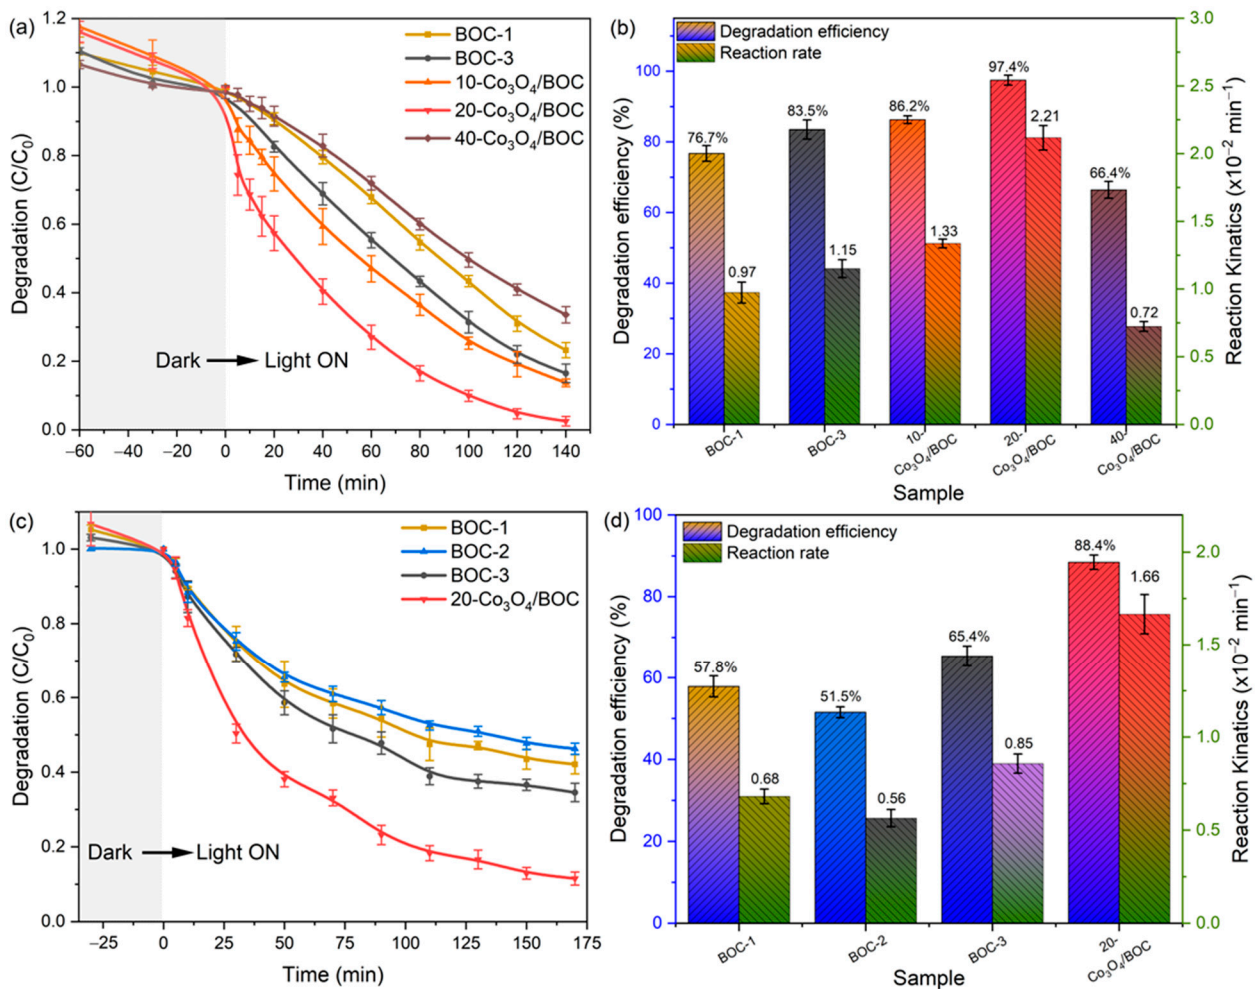 (a)
1.2
1.0
0.8
0.6
0.4
0.2
0.0
Degradation (C/C₀)
BOC-1
BOC-3
10-Co₃O₄/BOC
20-Co₃O₄/BOC
40-Co₃O₄/BOC
Dark
Light ON
−60 −40 −20 0 20 40 60 80 100 120 140
Time (min)
(b)
Degradation efficiency
Reaction rate
100
80
60
40
20
0
Degradation efficiency (%)
76.7%
0.97
83.5%
1.15
86.2%
1.33
97.4%
2.21
66.4%
0.72
3.0
2.5
2.0
1.5
1.0
0.5
0.0
Reaction Kinetics (x10⁻² min⁻¹)
BOC-1
BOC-3
10-
Co₃O₄/BOC
20-
Co₃O₄/BOC
40-
Co₃O₄/BOC
Sample
(c)
1.0
0.8
0.6
0.4
0.2
0.0
Degradation (C/C₀)
BOC-1
BOC-2
BOC-3
20-Co₃O₄/BOC
Dark
Light ON
−25 0 25 50 75 100 125 150 175
Time (min)
(d)
Degradation efficiency
Reaction rate
100
80
60
40
20
0
Degradation efficiency (%)
57.8%
0.68
51.5%
0.56
65.4%
0.85
88.4%
1.66
2.0
1.5
1.0
0.5
0.0
Reaction Kinetics (x10⁻² min⁻¹)
BOC-1
BOC-2
BOC-3
20-
Co₃O₄/BOC
Sample